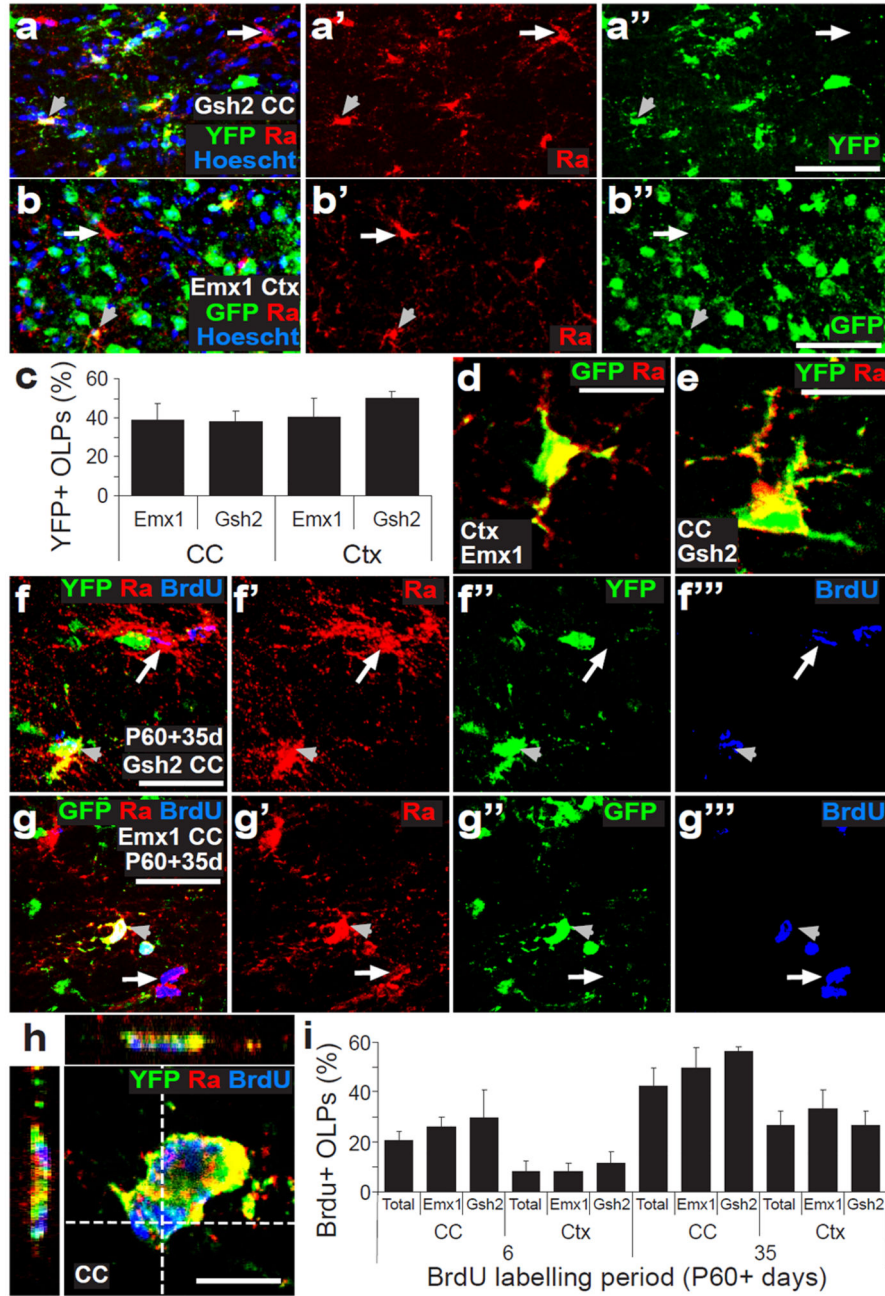 a
Gsh2 CC
YFP Ra
Hoescht
a’
Ra
a’’
YFP
b
Emx1 Ctx
GFP Ra
Hoescht
b’
Ra
b’’
GFP
c
YFP+ OLPs (%)
60
40
20
0
Emx1 Gsh2 Emx1 Gsh2
CC Ctx
d
GFP Ra
Ctx
Emx1
e
YFP Ra
CC
Gsh2
f
YFP Ra BrdU
P60+35d
Gsh2 CC
f’
Ra
f’’
YFP
f’’’
BrdU
g
GFP Ra BrdU
Emx1 CC
P60+35d
g’
Ra
g’’
GFP
g’’’
BrdU
h
YFP Ra BrdU
CC
i
Brdu+ OLPs (%)
60
40
20
0
Total Emx1 Gsh2 Total Emx1 Gsh2 Total Emx1 Gsh2 Total Emx1 Gsh2
CC Ctx CC Ctx
6 35
BrdU labelling period (P60+ days)